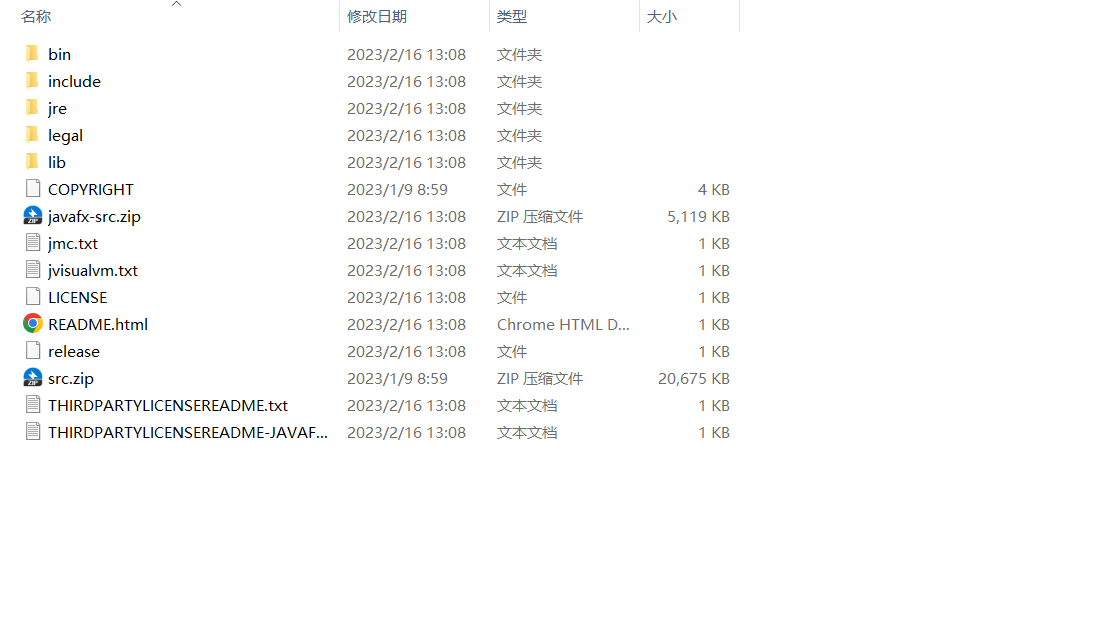 名称 修改日期 类型 大小
bin 2023/2/16 13:08 文件夹
include 2023/2/16 13:08 文件夹
jre 2023/2/16 13:08 文件夹
legal 2023/2/16 13:08 文件夹
lib 2023/2/16 13:08 文件夹
COPYRIGHT 2023/1/9 8:59 文件 4 KB
javafx-src.zip 2023/2/16 13:08 ZIP 压缩文件 5,119 KB
jmc.txt 2023/2/16 13:08 文本文档 1 KB
jvisualvm.txt 2023/2/16 13:08 文本文档 1 KB
LICENSE 2023/2/16 13:08 文件 1 KB
README.html 2023/2/16 13:08 Chrome HTML D... 1 KB
release 2023/2/16 13:08 文件 1 KB
src.zip 2023/1/9 8:59 ZIP 压缩文件 20,675 KB
THIRDPARTYLICENSEREADME.txt 2023/2/16 13:08 文本文档 1 KB
THIRDPARTYLICENSEREADME-JAVAF... 2023/2/16 13:08 文本文档 1 KB